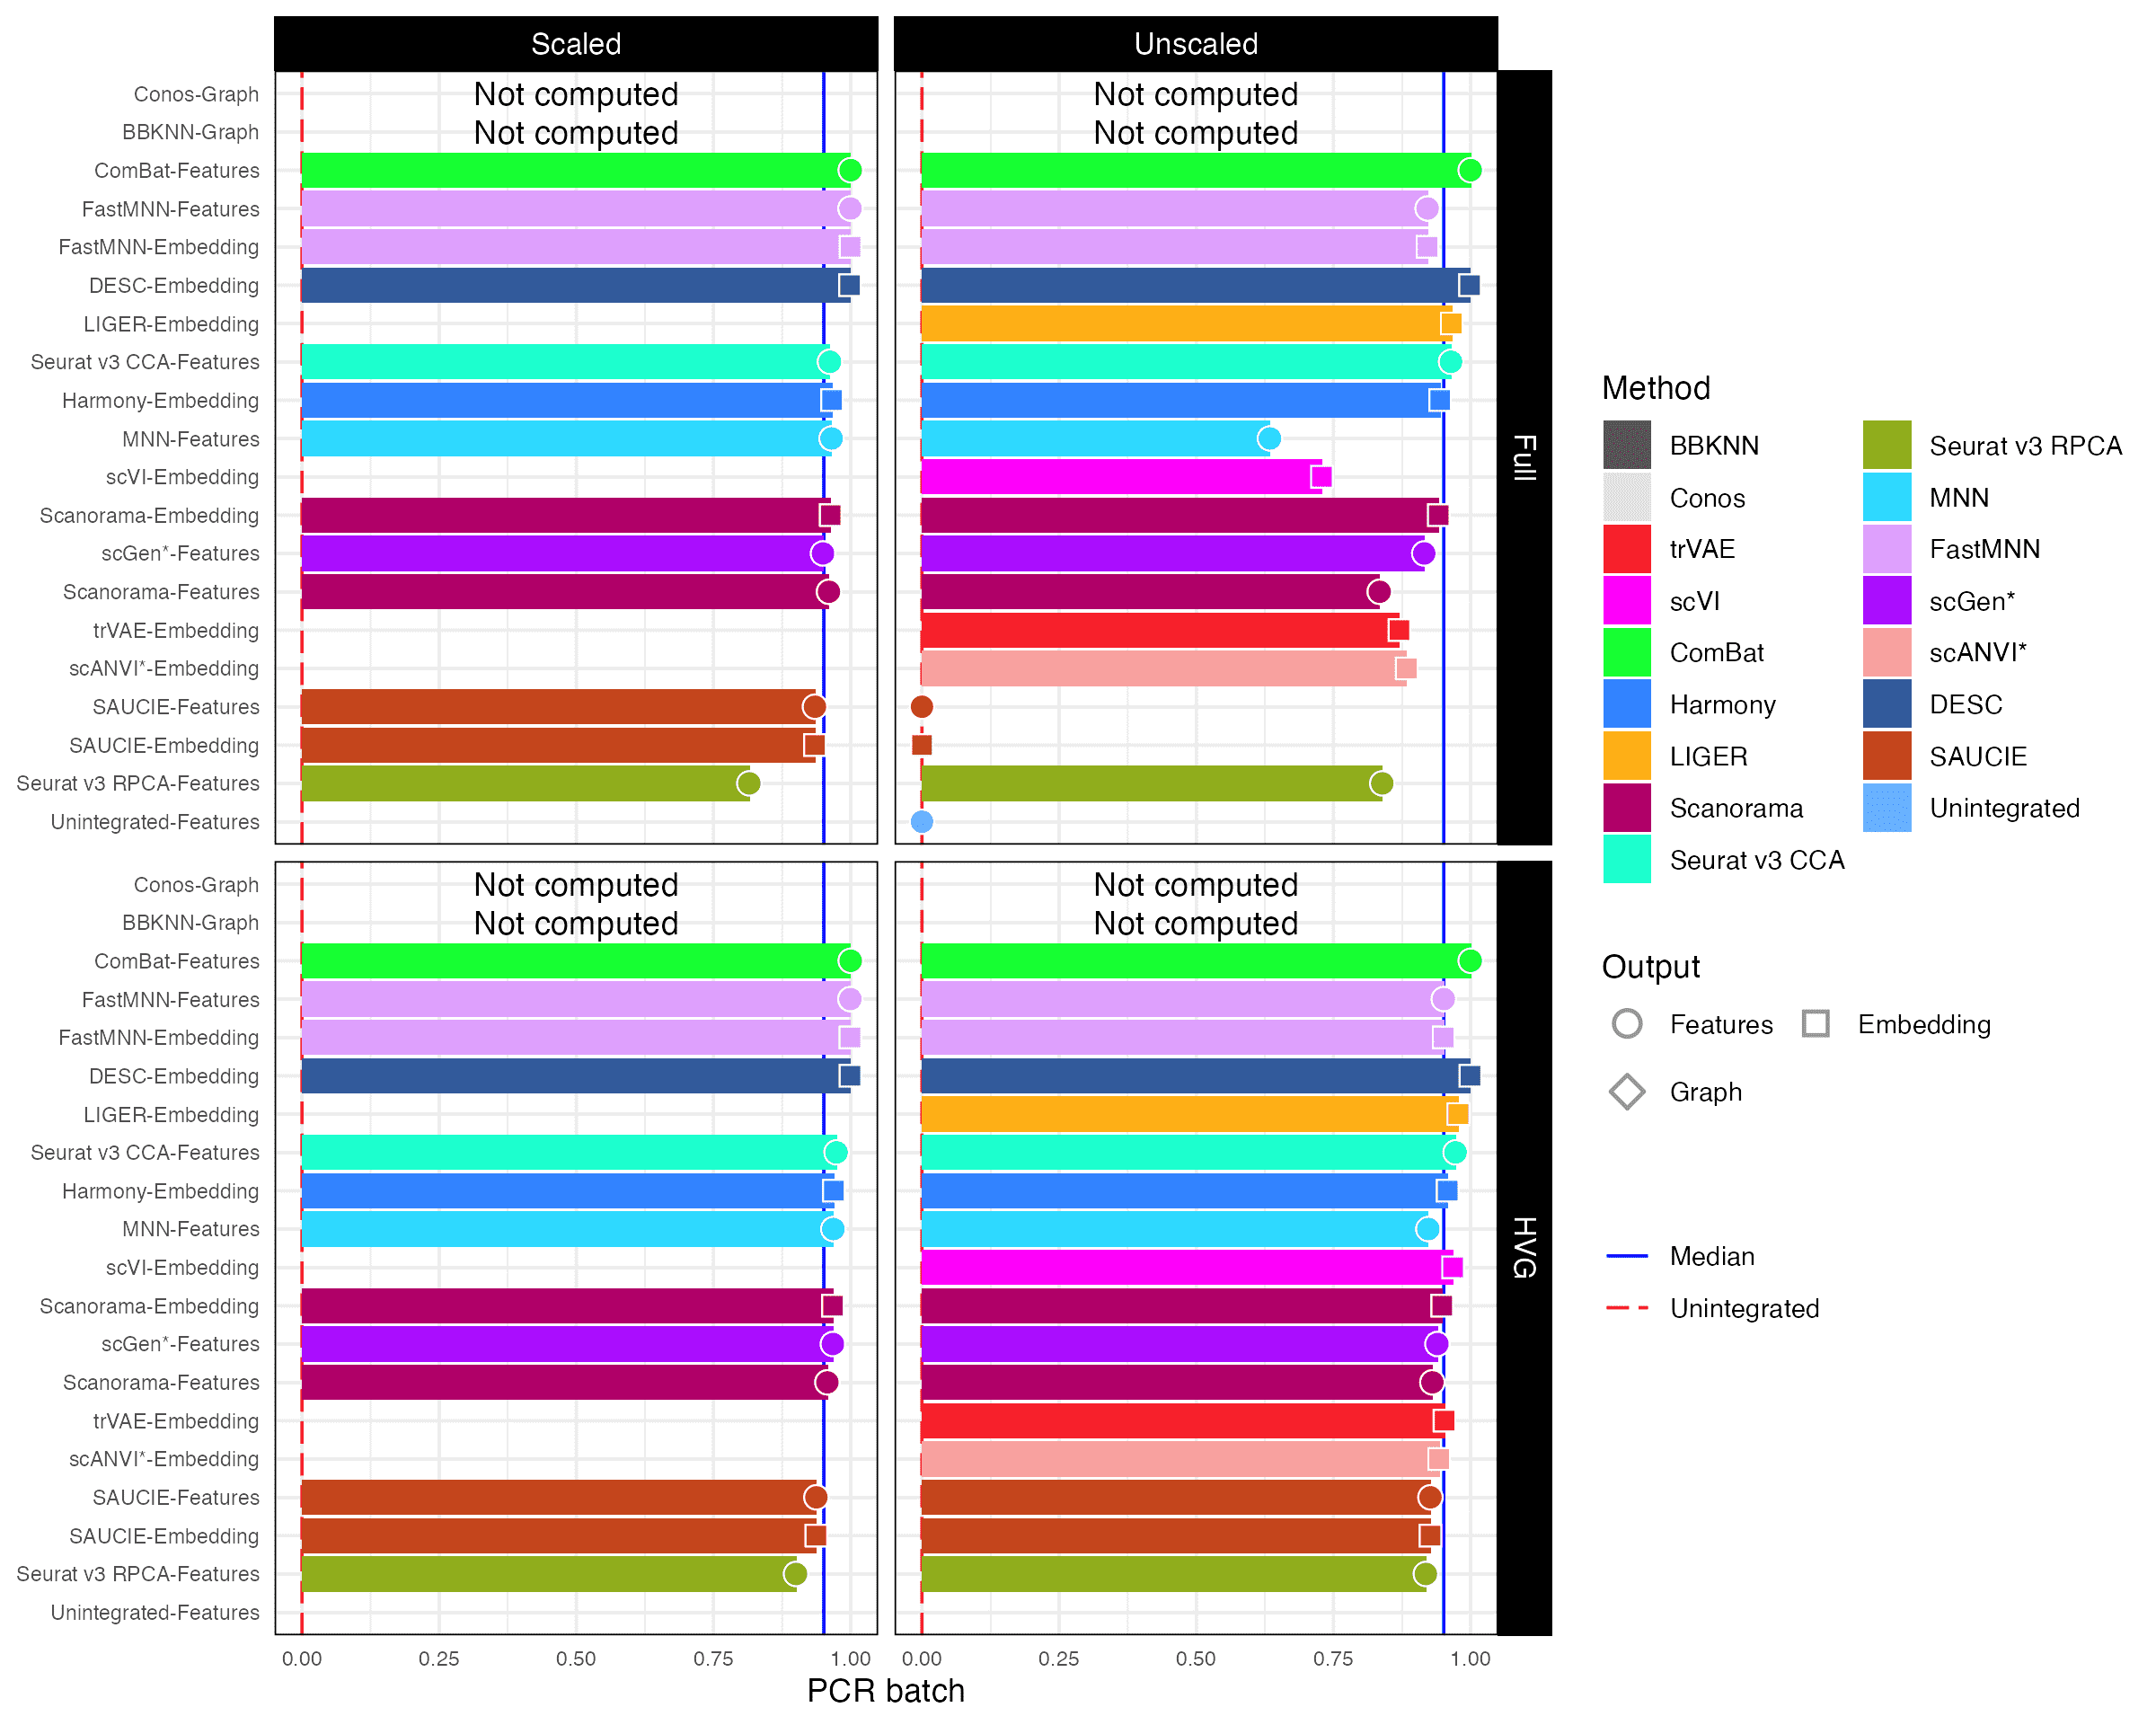 Scaled
Unscaled
Conos-Graph
BBKNN-Graph
ComBat-Features
FastMNN-Features
FastMNN-Embedding
DESC-Embedding
LIGER-Embedding
Seurat v3 CCA-Features
Harmony-Embedding
MNN-Features
scVI-Embedding
Scanorama-Embedding
scGen*-Features
Scanorama-Features
trVAE-Embedding
scANVI*-Embedding
SAUCIE-Features
SAUCIE-Embedding
Seurat v3 RPCA-Features
Unintegrated-Features
Not computed
Not computed
Not computed
Not computed
Full
Conos-Graph
BBKNN-Graph
ComBat-Features
FastMNN-Features
FastMNN-Embedding
DESC-Embedding
LIGER-Embedding
Seurat v3 CCA-Features
Harmony-Embedding
MNN-Features
scVI-Embedding
Scanorama-Embedding
scGen*-Features
Scanorama-Features
trVAE-Embedding
scANVI*-Embedding
SAUCIE-Features
SAUCIE-Embedding
Seurat v3 RPCA-Features
Unintegrated-Features
Not computed
Not computed
Not computed
Not computed
HVG
0.00 0.25 0.50 0.75 1.00
0.00 0.25 0.50 0.75 1.00
PCR batch
Method
BBKNN
Conos
trVAE
scVI
ComBat
Harmony
LIGER
Scanorama
Seurat v3 CCA
Seurat v3 RPCA
MNN
FastMNN
scGen*
scANVI*
DESC
SAUCIE
Unintegrated
Output
Features
Embedding
Graph
Median
Unintegrated